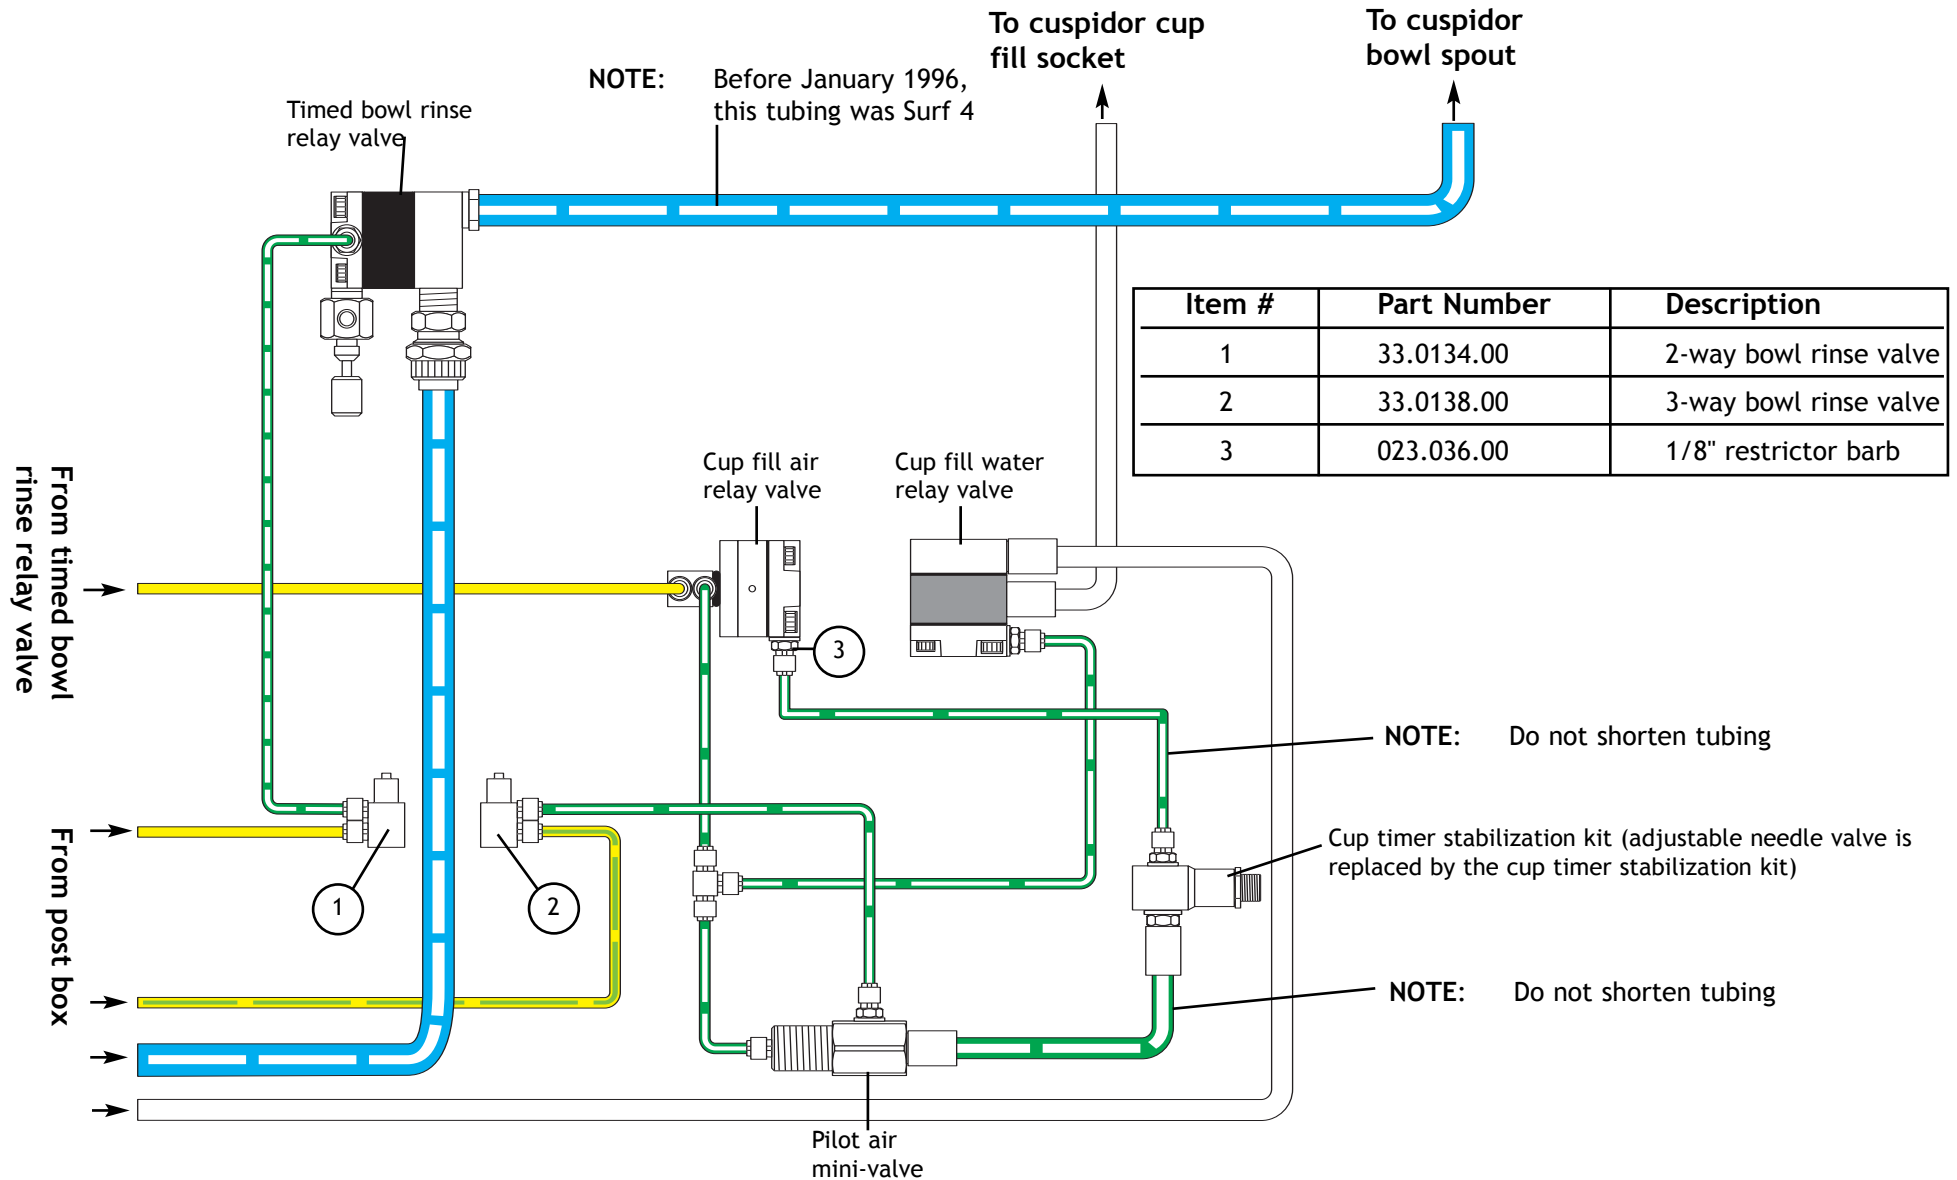 To cuspidor cup
fill socket
To cuspidor
bowl spout
NOTE: Before January 1996,
this tubing was Surf 4
Timed bowl rinse
relay valve
Item # Part Number Description
1 33.0134.00 2-way bowl rinse valve
2 33.0138.00 3-way bowl rinse valve
3 023.036.00 1/8" restrictor barb
Cup fill air
relay valve
Cup fill water
relay valve
From timed bowl
rinse relay valve
3
NOTE: Do not shorten tubing
Cup timer stabilization kit (adjustable needle valve is
replaced by the cup timer stabilization kit)
1
2
From post box
NOTE: Do not shorten tubing
Pilot air
mini-valve